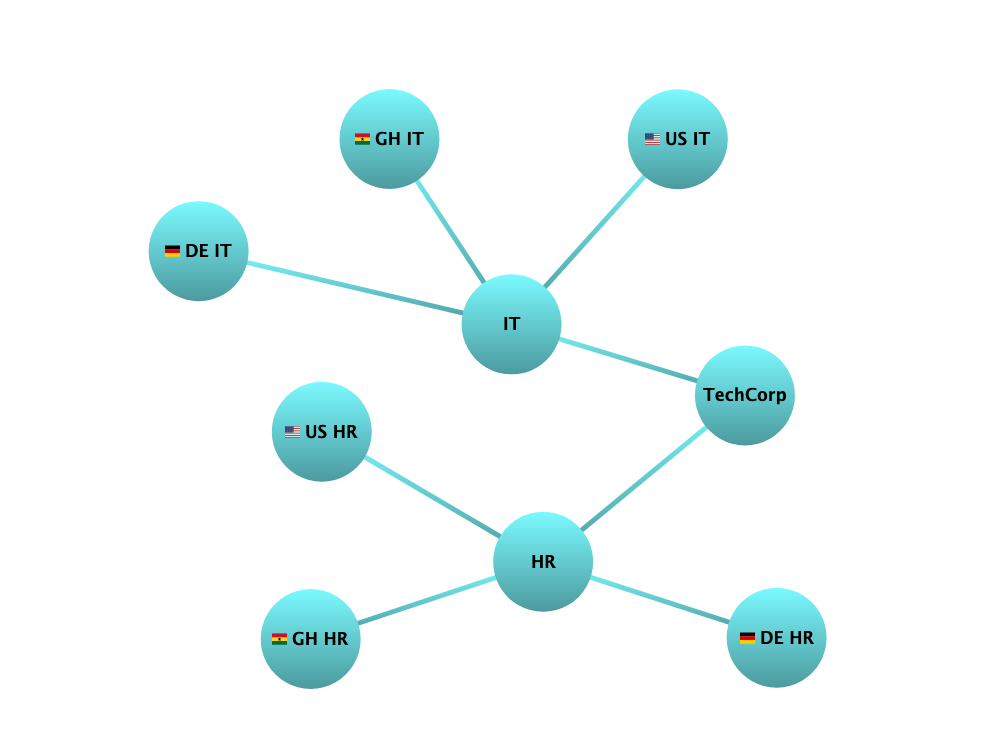 GH IT
US IT
DE IT
IT
TechCorp
US HR
HR
GH HR
DE HR